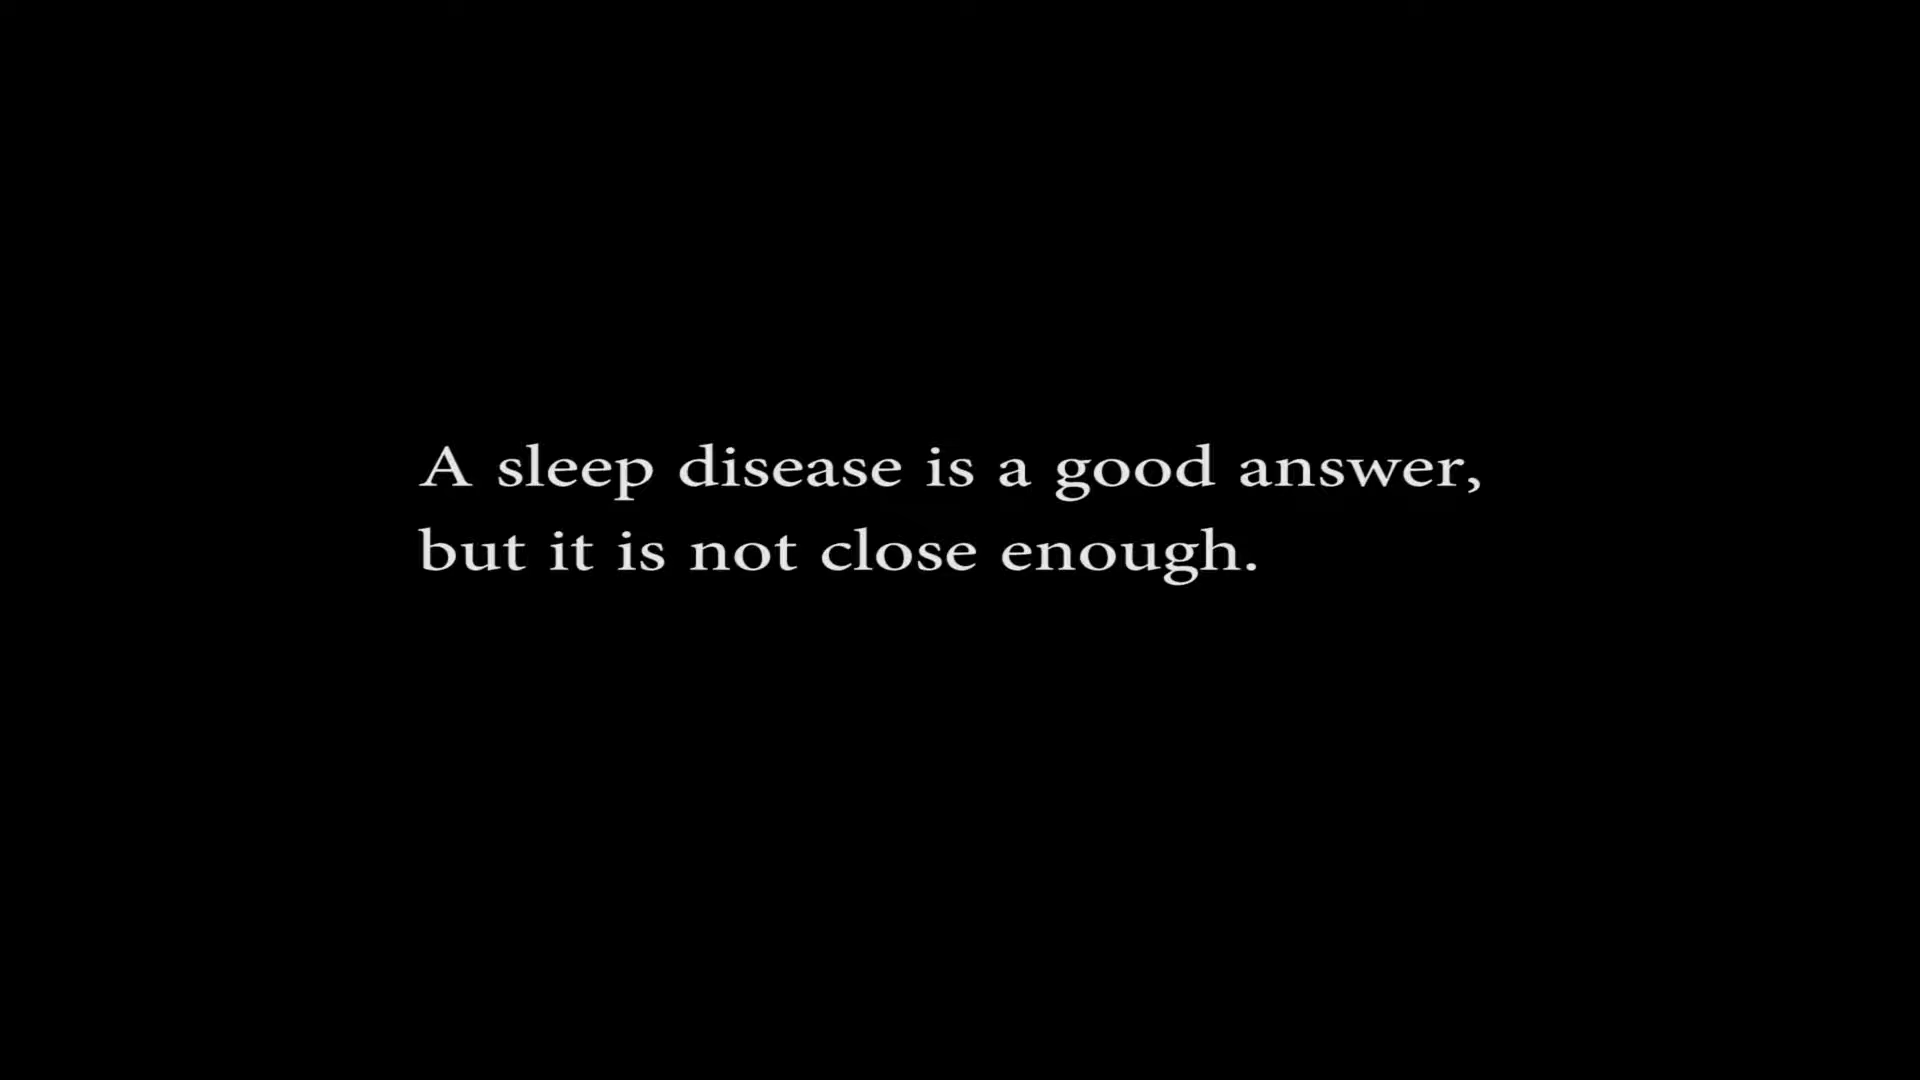 A sleep disease is a good answer,
but it is not close enough.